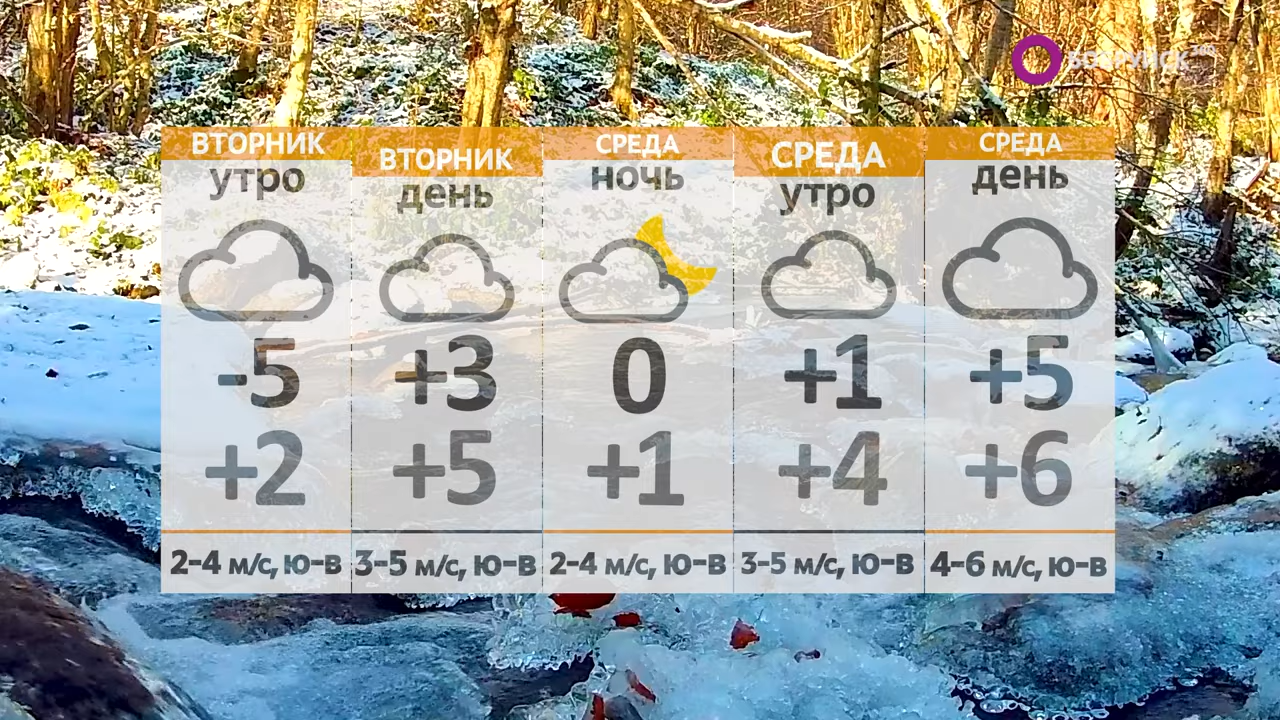 БОБРУЙСК 360
ВТОРНИК
утро
-5
+2
2-4 м/с, ю-в
ВТОРНИК
день
+3
+5
3-5 м/с, ю-в
СРЕДА
ночь
0
+1
2-4 м/с, ю-в
СРЕДА
утро
+1
+4
3-5 м/с, ю-в
СРЕДА
день
+5
+6
4-6 м/с, ю-в